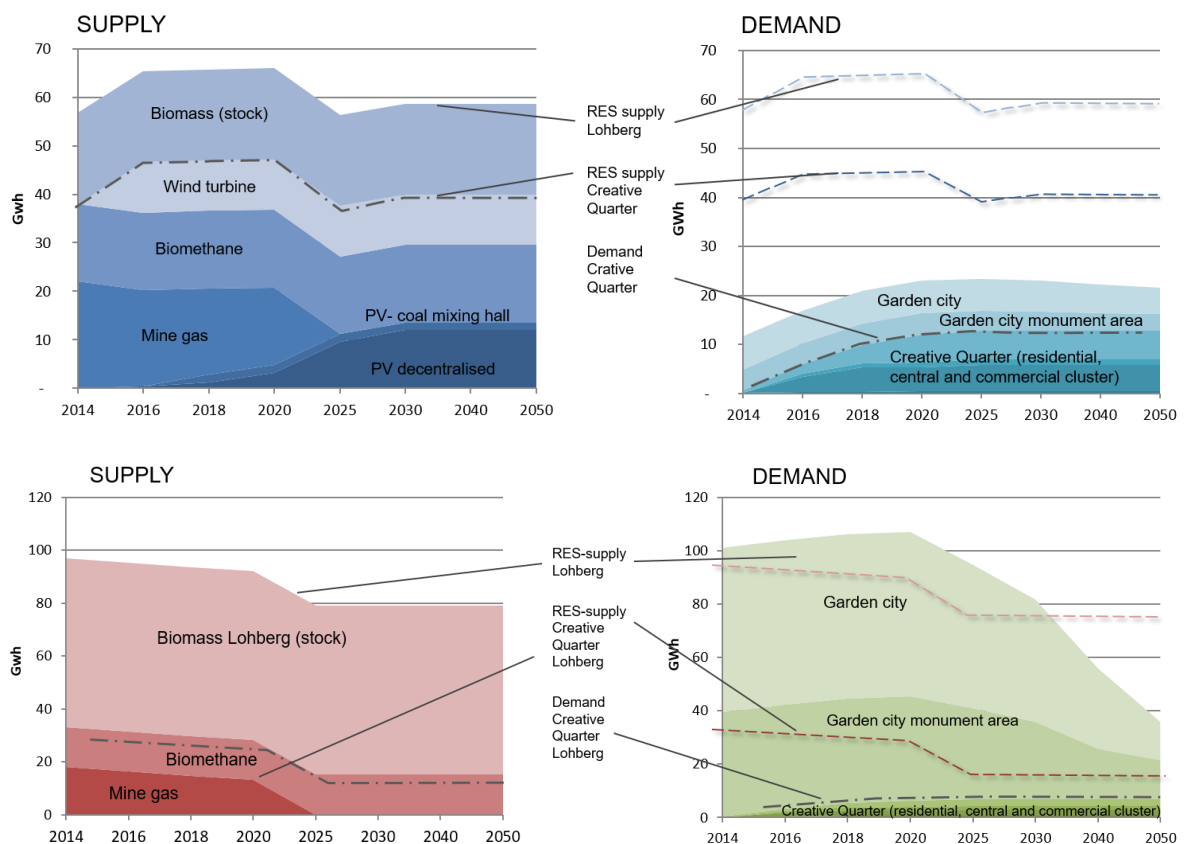 SUPPLY
70
60
50
40
30
20
10
-
Gwh
Biomass (stock)
Wind turbine
Biomethane
Mine gas
PV- coal mixing hall
PV decentralised
2014 2016 2018 2020 2025 2030 2040 2050
RES supply
Lohberg
RES supply
Creative
Quarter
Demand
Crative
Quarter
DEMAND
70
60
50
40
30
20
10
-
GWh
Garden city
Garden city monument area
Creative Quarter (residential,
central and commercial cluster)
2014 2016 2018 2020 2025 2030 2040 2050
SUPPLY
120
100
80
60
40
20
0
Gwh
Biomass Lohberg (stock)
Biomethane
Mine gas
2014 2016 2018 2020 2025 2030 2040 2050
RES-supply
Lohberg
RES-supply
Creative
Quarter
Lohberg
Demand
Creative
Quarter
Lohberg
DEMAND
120
100
80
60
40
20
0
GWh
Garden city
Garden city monument area
Creative Quarter (residential, central and commercial cluster)
2014 2016 2018 2020 2025 2030 2040 2050